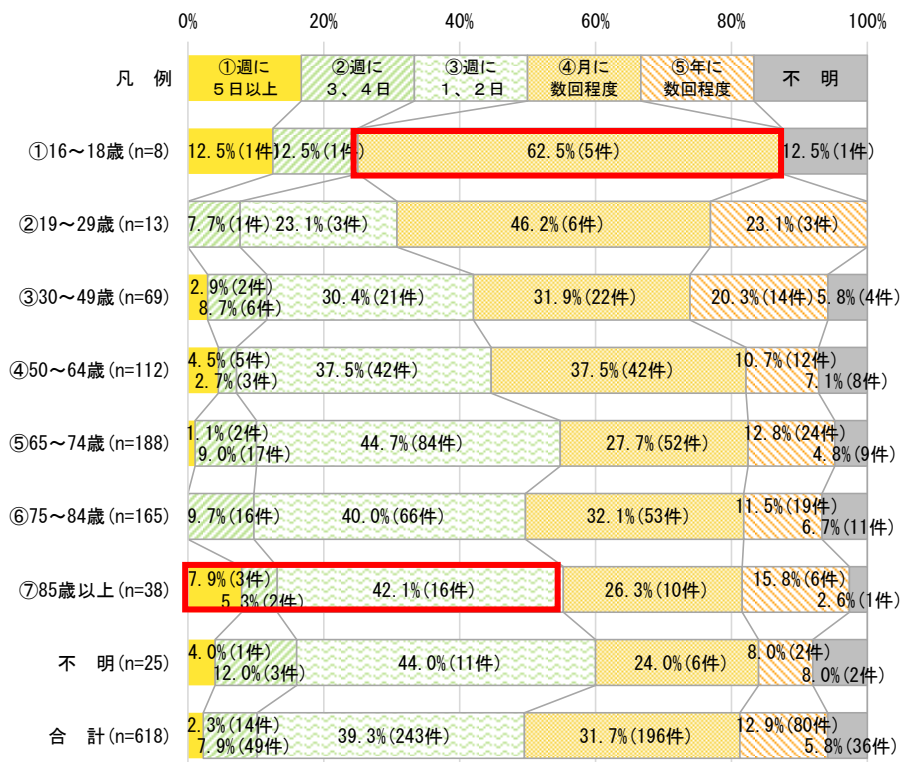 0% 20% 40% 60% 80% 100%
凡 例 ①週に５日以上 ②週に３、４日 ③週に１、２日 ④月に数回程度 ⑤年に数回程度 不 明
①16～18歳(n=8) 12.5%(1件) 12.5%(1件) 62.5%(5件) 12.5%(1件)
②19～29歳(n=13) 7.7%(1件) 23.1%(3件) 46.2%(6件) 23.1%(3件)
③30～49歳(n=69) 2.9%(2件) 8.7%(6件) 30.4%(21件) 31.9%(22件) 20.3%(14件) 5.8%(4件)
④50～64歳(n=112) 4.5%(5件) 2.7%(3件) 37.5%(42件) 37.5%(42件) 10.7%(12件) 7.1%(8件)
⑤65～74歳(n=188) 1.1%(2件) 9.0%(17件) 44.7%(84件) 27.7%(52件) 12.8%(24件) 4.8%(9件)
⑥75～84歳(n=165) 9.7%(16件) 40.0%(66件) 32.1%(53件) 11.5%(19件) 6.7%(11件)
⑦85歳以上(n=38) 7.9%(3件) 5.3%(2件) 42.1%(16件) 26.3%(10件) 15.8%(6件) 2.6%(1件)
不 明(n=25) 4.0%(1件) 12.0%(3件) 44.0%(11件) 24.0%(6件) 8.0%(2件) 8.0%(2件)
合 計(n=618) 2.3%(14件) 7.9%(49件) 39.3%(243件) 31.7%(196件) 12.9%(80件) 5.8%(36件)